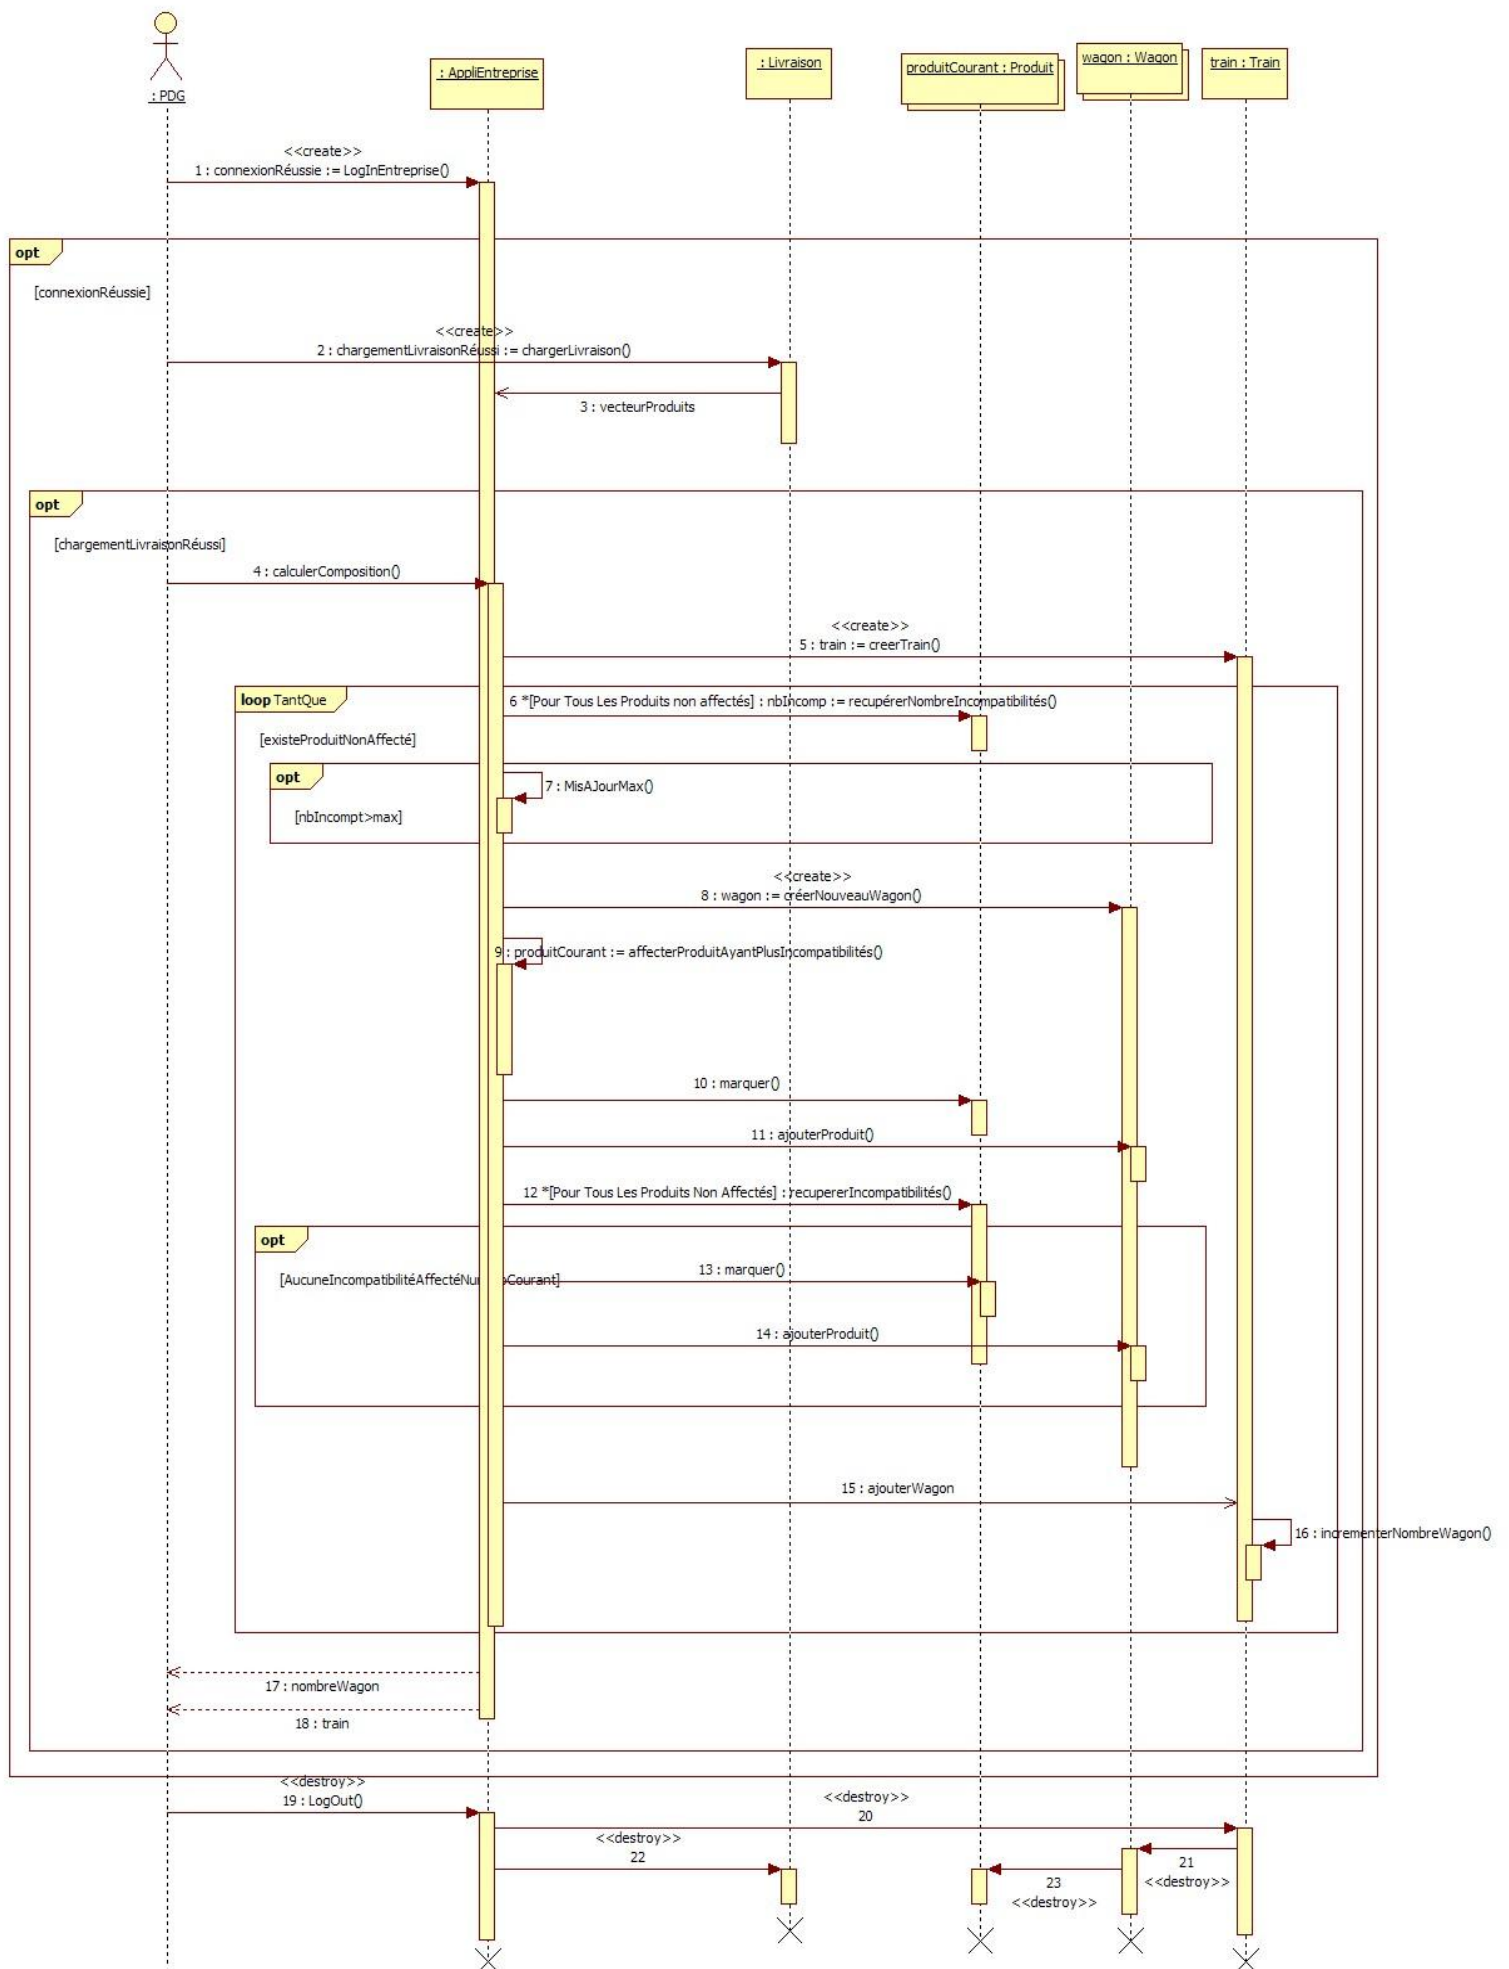 : PDG
: AppliEntreprise
: Livraison
produitCourant : Produit
wagon : Wagon
train : Train
<<create>>
1 : connexionRéussie := LogInEntreprise()
opt
[connexionRéussie]
<<create>>
2 : chargementLivraisonRéussi := chargerLivraison()
3 : vecteurProduits
opt
[chargementLivraisonRéussi]
4 : calculerComposition()
<<create>>
5 : train := creerTrain()
loop TantQue
6 *[Pour Tous Les Produits non affectés] : nbIncomp := recupérerNombreIncompatibilités()
[existeProduitNonAffecté]
opt
7 : MisAJourMax()
[nbIncompt>max]
<<create>>
8 : wagon := créerNouveauWagon()
9 : produitCourant := affecterProduitAyantPlusIncompatibilités()
10 : marquer()
11 : ajouterProduit()
12 *[Pour Tous Les Produits Non Affectés] : recupererIncompatibilités()
opt
13 : marquer()
14 : ajouterProduit()
15 : ajouterWagon
16 : incrementerNombreWagon()
17 : nombreWagon
18 : train
<<destroy>>
19 : LogOut()
<<destroy>>
20
<<destroy>>
22
21
<<destroy>>
23
<<destroy>>